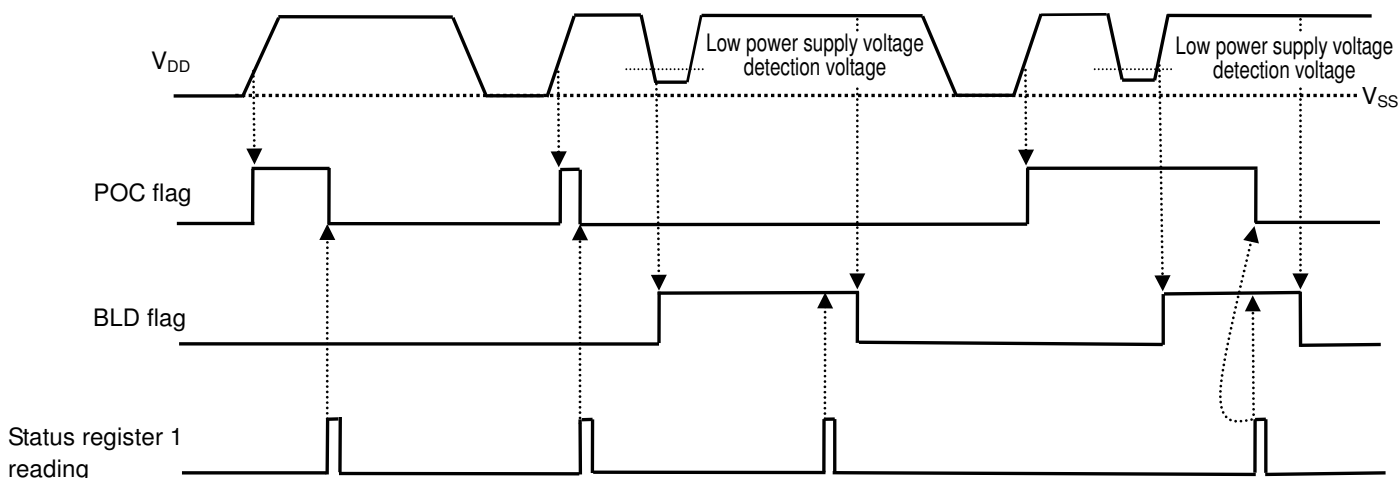 Low power supply voltage
detection voltage
Low power supply voltage
detection voltage
VDD
VSS
POC flag
BLD flag
Status register 1
reading